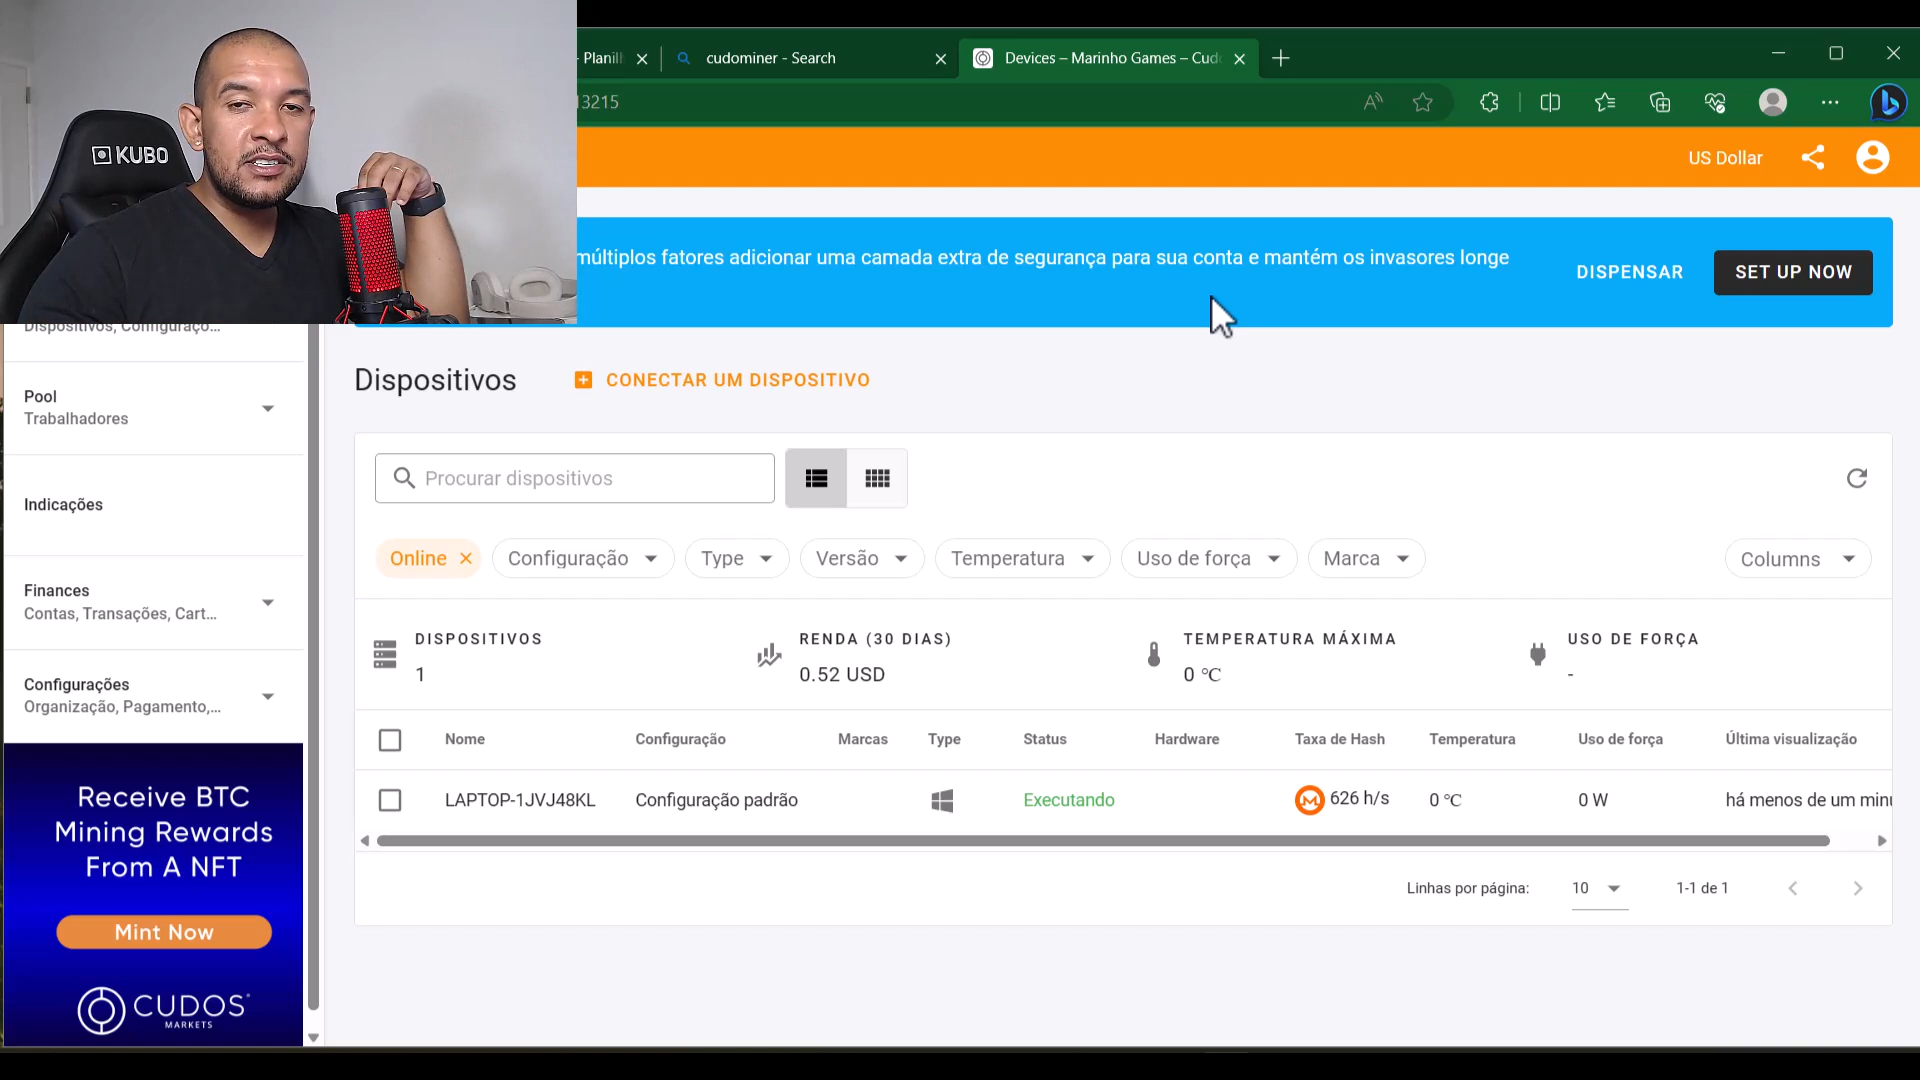 KUBO
- Planill
cudominer - Search
Devices – Marinho Games – Cud
13215
US Dollar
múltiplos fatores adicionar uma camada extra de segurança para sua conta e mantém os invasores longe
DISPENSAR
SET UP NOW
Dispositivos, Configuraço...
Pool
Trabalhadores
Indicações
Finances
Contas, Transações, Cart...
Configurações
Organização, Pagamento,...
Receive BTC
Mining Rewards
From A NFT
Mint Now
CUDOS
MARKETS
Dispositivos
CONECTAR UM DISPOSITIVO
Procurar dispositivos
Online
Configuração
Type
Versão
Temperatura
Uso de força
Marca
Columns
DISPOSITIVOS
1
RENDA (30 DIAS)
0.52 USD
TEMPERATURA MÁXIMA
0 °C
USO DE FORÇA
-
Nome Configuração Marcas Type Status Hardware Taxa de Hash Temperatura Uso de força Última visualização
LAPTOP-1JVJ48KL Configuração padrão Executando 626 h/s 0 °C 0 W há menos de um minu
Linhas por página: 10 1-1 de 1